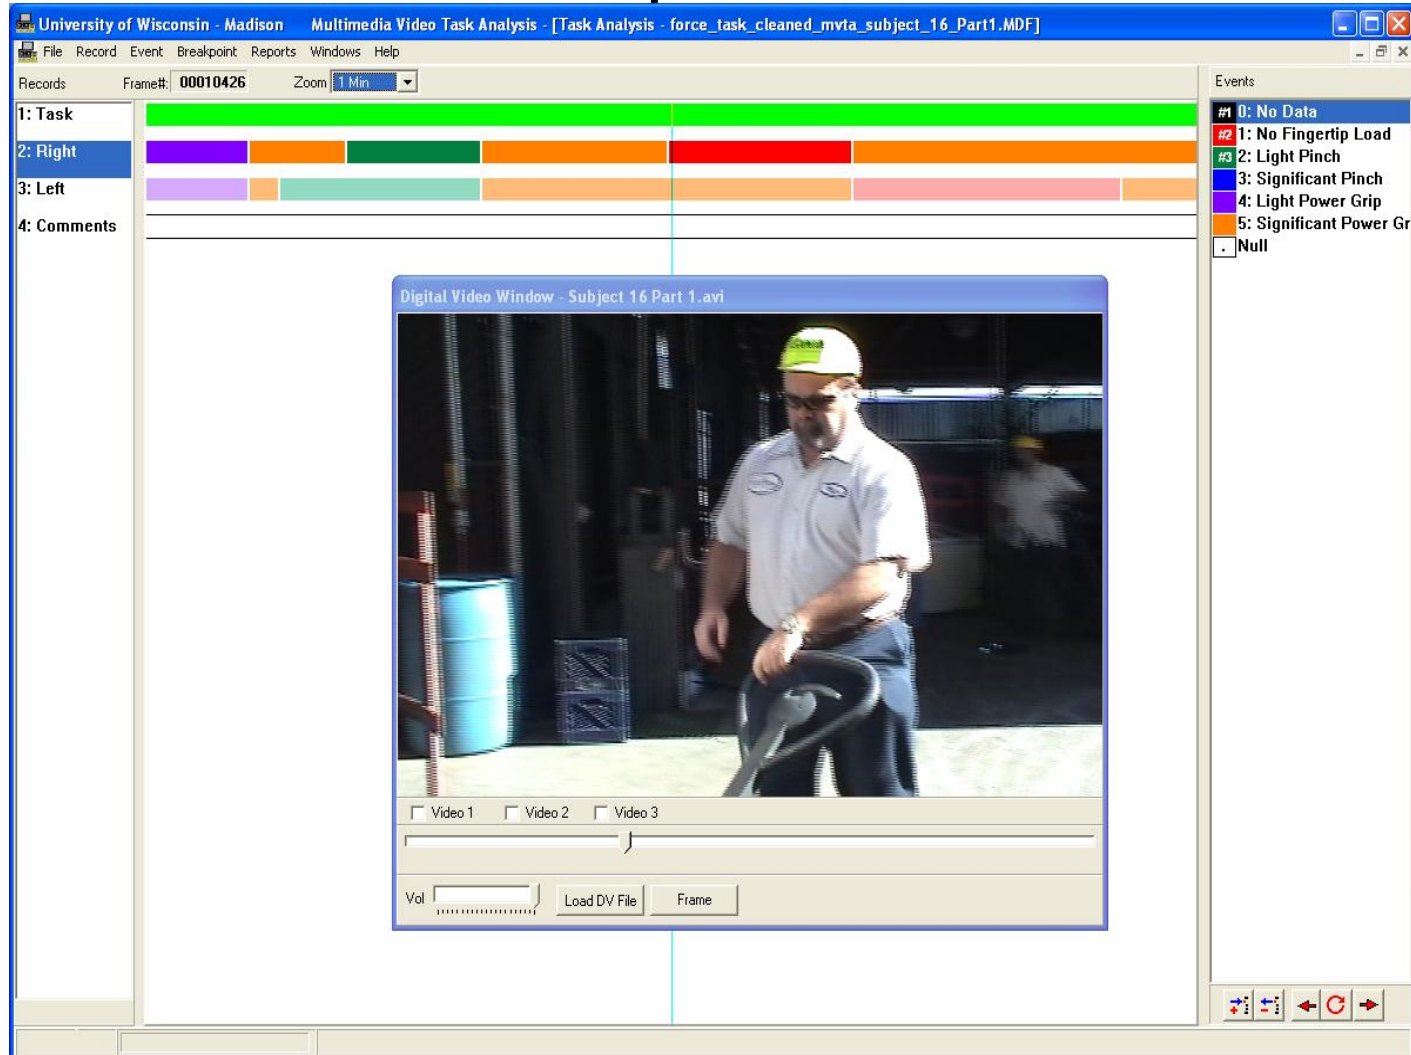 University of Wisconsin - Madison Multimedia Video Task Analysis - [Task Analysis - force_task_cleaned_mvta_subject_16_Part1.MDF]
File Record Event Breakpoint Reports Windows Help
Records Frame#: 00010426 Zoom 1 Min
Events
1: Task
2: Right
3: Left
4: Comments
#1 0: No Data
#2 1: No Fingertip Load
#3 2: Light Pinch
3: Significant Pinch
4: Light Power Grip
5: Significant Power Gr
. Null
Digital Video Window - Subject 16 Part 1.avi
Video 1 Video 2 Video 3
Vol Load DV File Frame